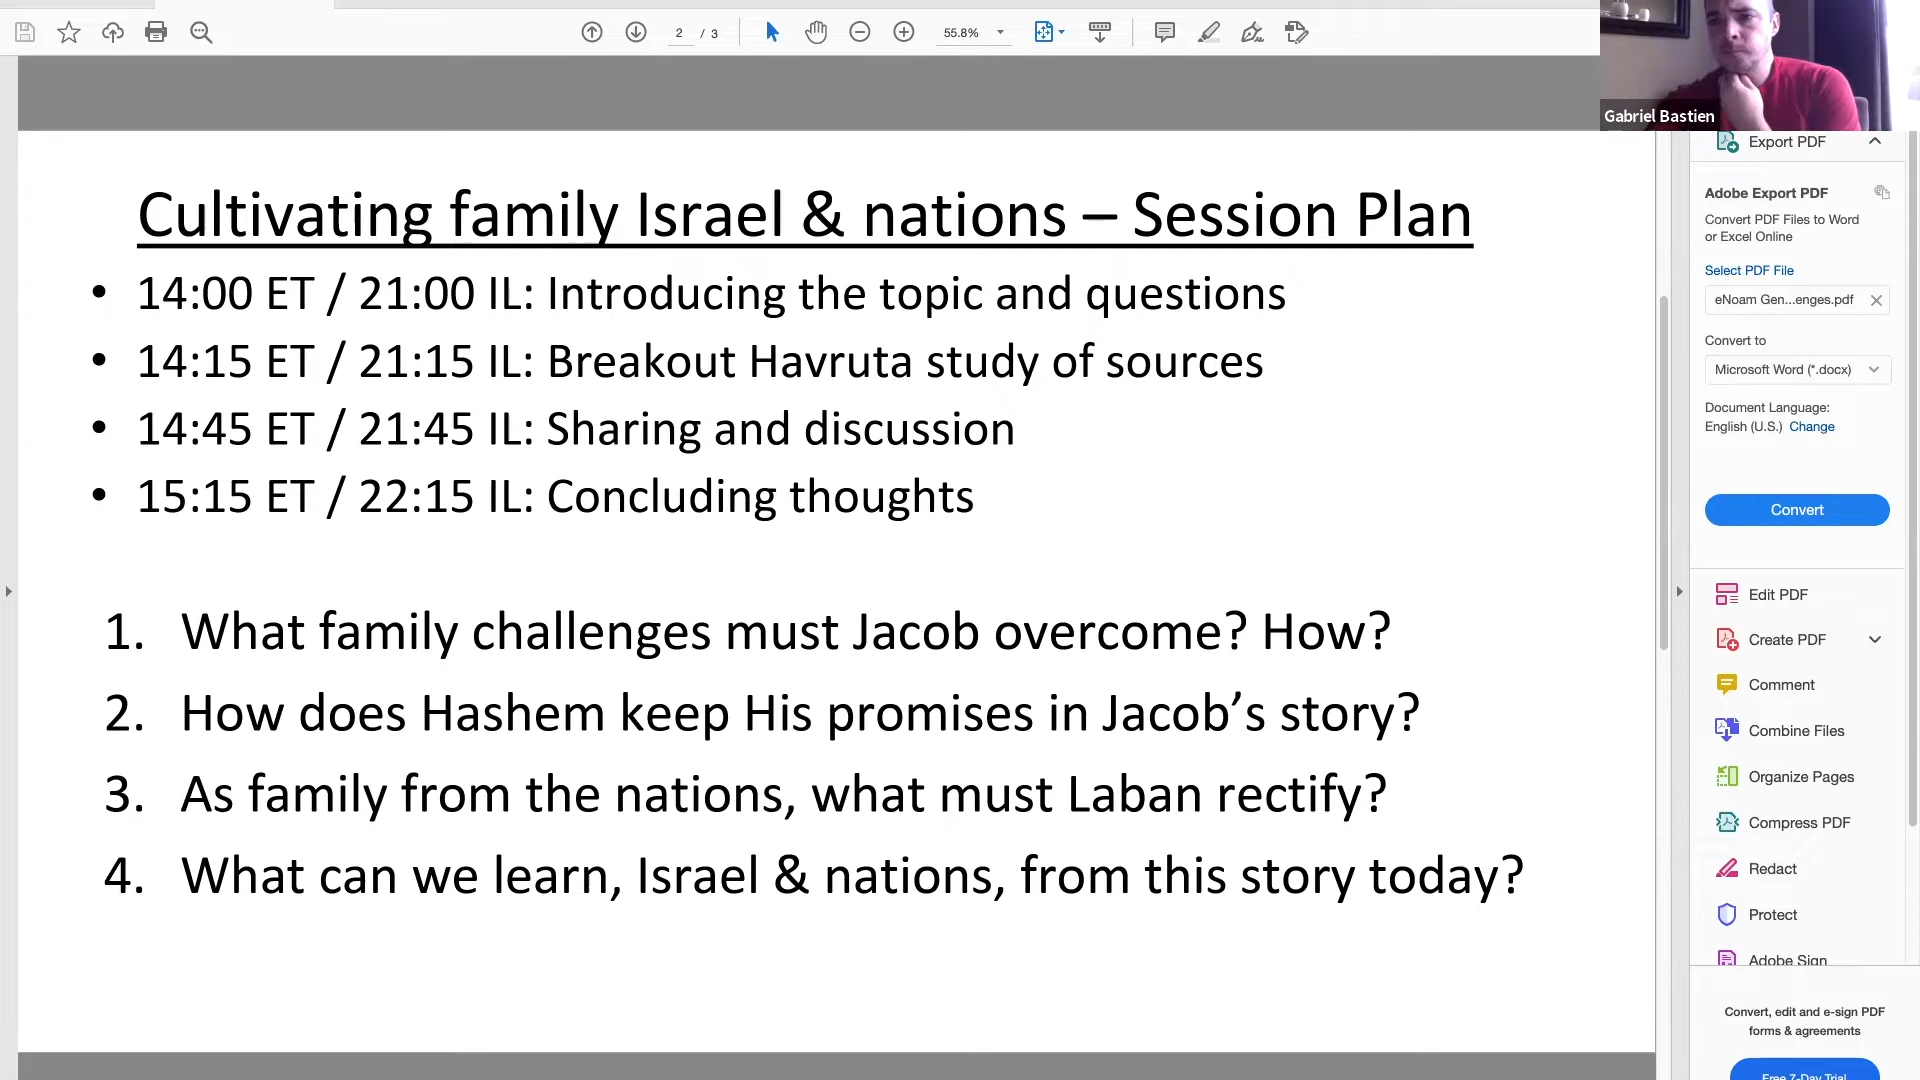 2 / 3
55.8%
Gabriel Bastien
Cultivating family Israel & nations – Session Plan
• 14:00 ET / 21:00 IL: Introducing the topic and questions
• 14:15 ET / 21:15 IL: Breakout Havruta study of sources
• 14:45 ET / 21:45 IL: Sharing and discussion
• 15:15 ET / 22:15 IL: Concluding thoughts
1. What family challenges must Jacob overcome? How?
2. How does Hashem keep His promises in Jacob’s story?
3. As family from the nations, what must Laban rectify?
4. What can we learn, Israel & nations, from this story today?
Export PDF
Adobe Export PDF
Convert PDF Files to Word
or Excel Online
Select PDF File
eNoam Gen...enges.pdf
Convert to
Microsoft Word (*.docx)
Document Language:
English (U.S.) Change
Convert
Edit PDF
Create PDF
Comment
Combine Files
Organize Pages
Compress PDF
Redact
Protect
Adobe Sign
Convert, edit and e-sign PDF
forms & agreements
Free 7-Day Trial